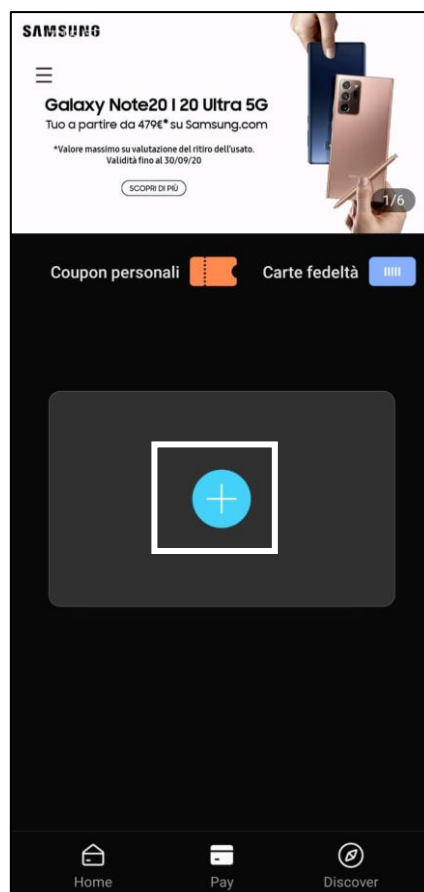 SAMSUNG
Galaxy Note20 | 20 Ultra 5G
Tuo a partire da 479€* su Samsung.com
*Valore massimo su valutazione del ritiro dell'usato.
Validità fino al 30/09/20
SCOPRI DI PIÙ
1/6
Coupon personali
Carte fedeltà
Home
Pay
Discover